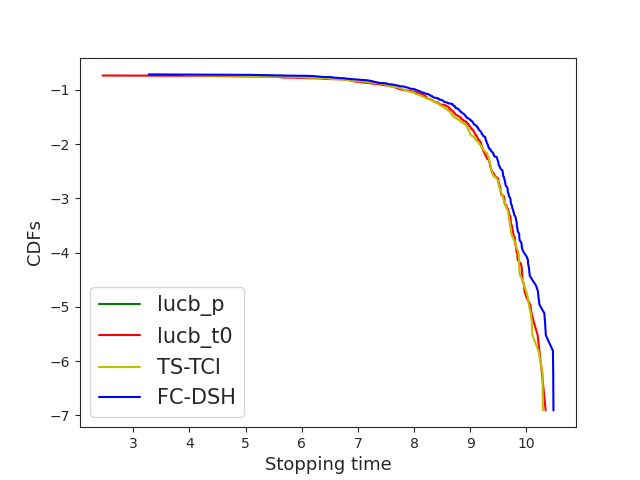 −1
−2
−3
−4
−5
−6
−7
CDFs
lucb_p
lucb_t0
TS-TCI
FC-DSH
3 4 5 6 7 8 9 10
Stopping time